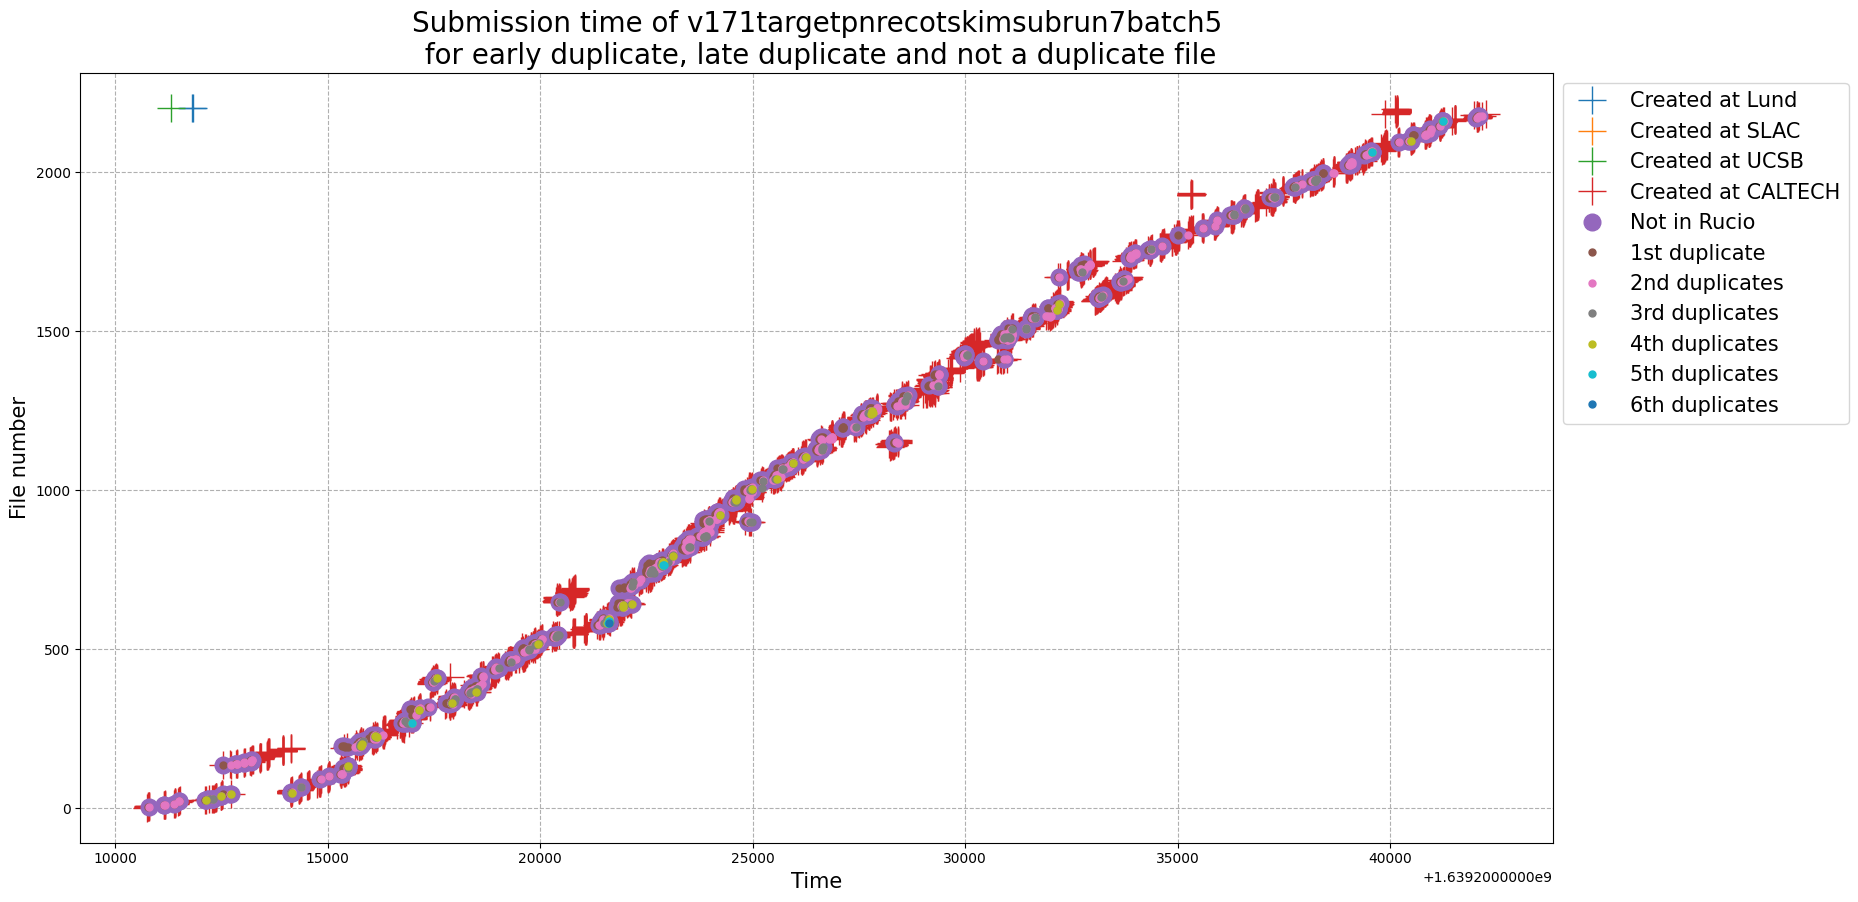 Submission time of v171targetpnrecotskimsubrun7batch5
for early duplicate, late duplicate and not a duplicate file
Created at Lund
Created at SLAC
Created at UCSB
Created at CALTECH
Not in Rucio
1st duplicate
2nd duplicates
3rd duplicates
4th duplicates
5th duplicates
6th duplicates
File number
2000
1500
1000
500
0
10000 15000 20000 25000 30000 35000 40000
Time
+1.6392000000e9